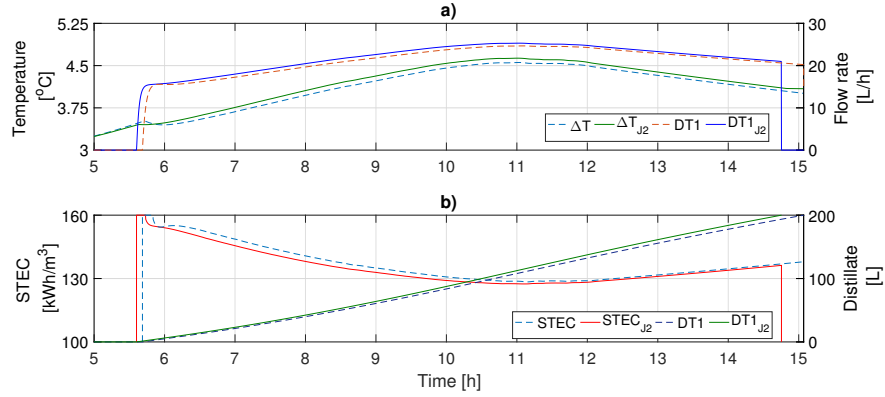 a)
5.25
4.5
3.75
3
Temperature
[°C]
30
20
10
0
Flow rate
[L/h]
ΔT ΔT_J2 DT1 DT1_J2
5 6 7 8 9 10 11 12 13 14 15
b)
160
130
100
STEC
[kWh/m³]
200
100
0
Distillate
[L]
STEC STEC_J2 DT1 DT1_J2
5 6 7 8 9 10 11 12 13 14 15
Time [h]